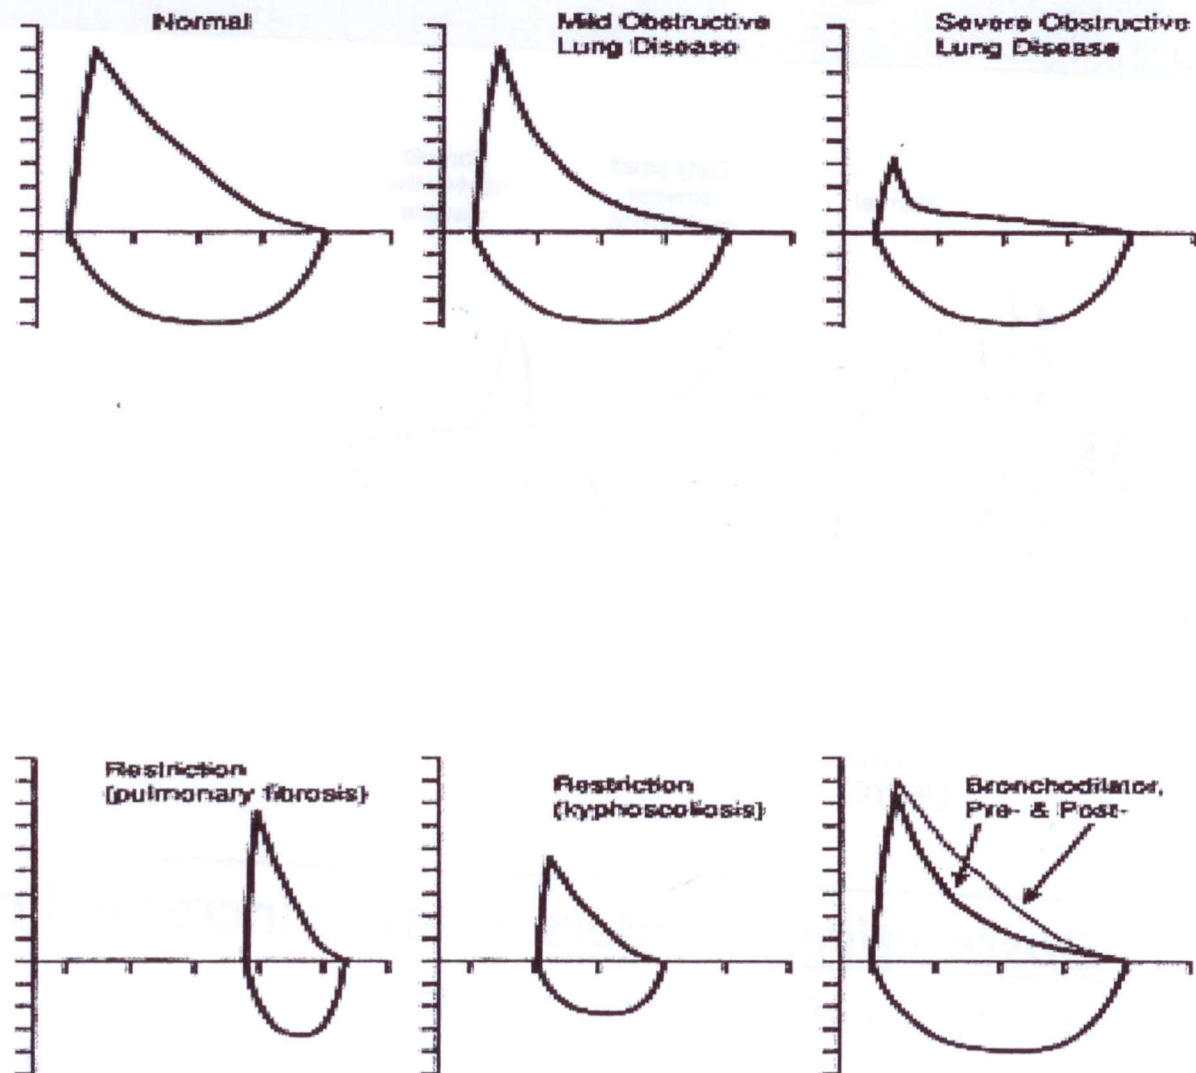 Normal
Mild Obstructive
Lung Disease
Severe Obstructive
Lung Disease
Restriction
(pulmonary fibrosis)
Restriction
(kyphoscoliosis)
Bronchodilator,
Pre- & Post-